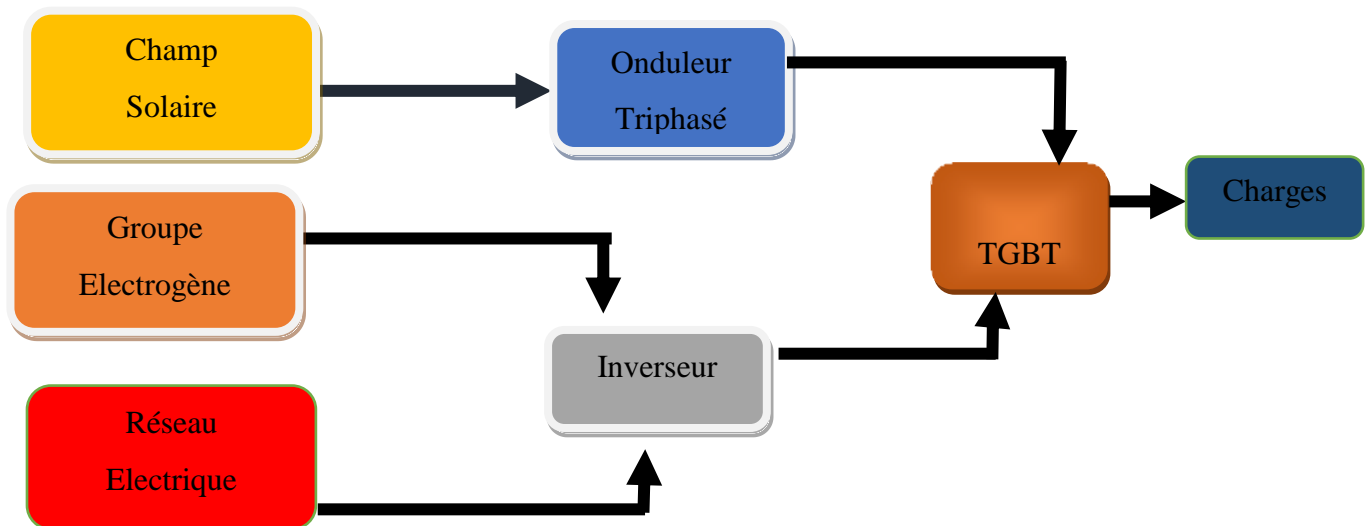 Champ
Solaire
Onduleur
Triphasé
Groupe
Electrogène
TGBT
Charges
Inverseur
Réseau
Electrique